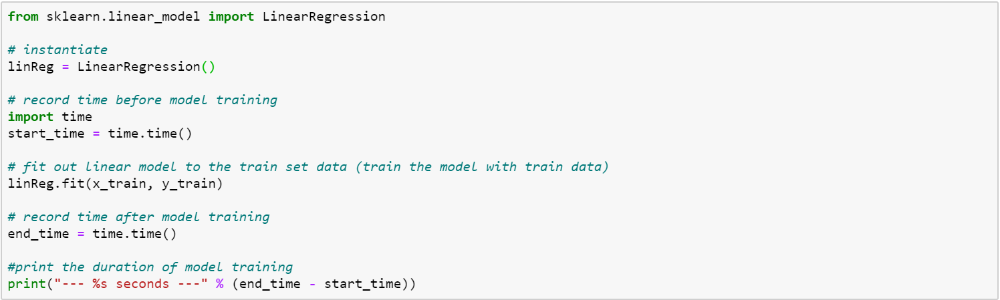 from sklearn.linear_model import LinearRegression
# instantiate
linReg = LinearRegression()
# record time before model training
import time
start_time = time.time()
# fit out linear model to the train set data (train the model with train data)
linReg.fit(x_train, y_train)
# record time after model training
end_time = time.time()
#print the duration of model training
print("--- %s seconds ---" % (end_time - start_time))